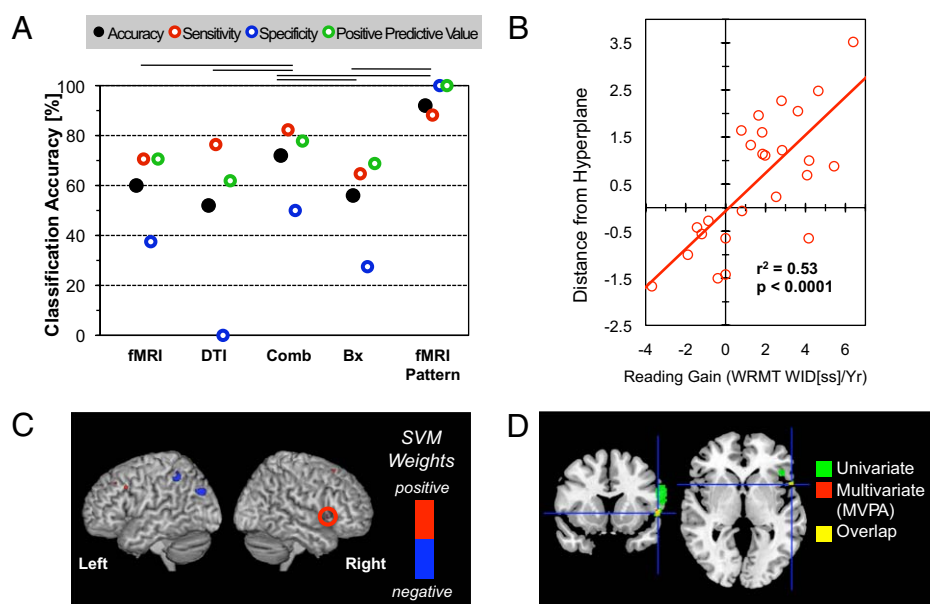 A
Accuracy Sensitivity Specificity Positive Predictive Value
Classification Accuracy [%]
100
80
60
40
20
0
fMRI DTI Comb Bx fMRI
Pattern
B
Distance from Hyperplane
3.5
2.5
1.5
0.5
-0.5
-1.5
-2.5
r² = 0.53
p < 0.0001
-4 -2 0 2 4 6
Reading Gain (WRMT WID[ss]/Yr)
C
SVM
Weights
positive
negative
Left
Right
D
Univariate
Multivariate
(MVPA)
Overlap